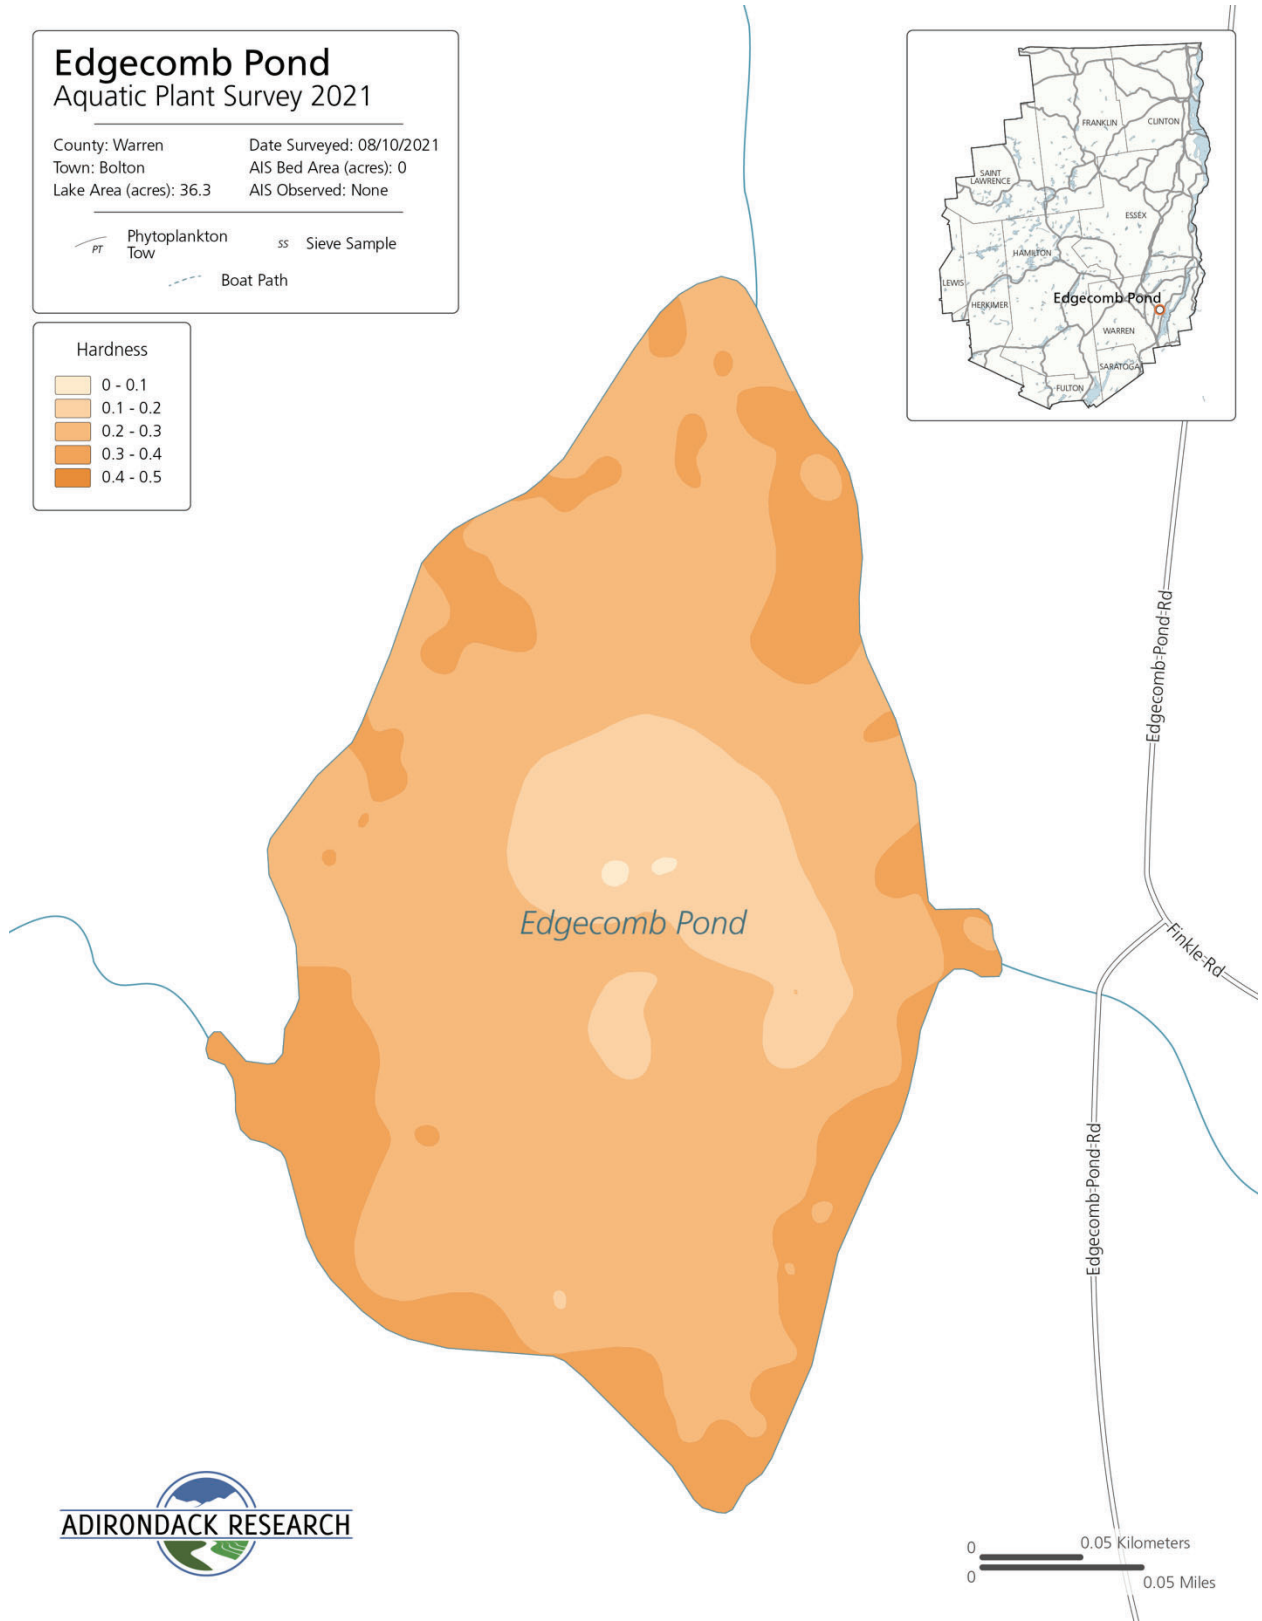 Edgecomb Pond
Aquatic Plant Survey 2021
County: Warren
Town: Bolton
Lake Area (acres): 36.3
Date Surveyed: 08/10/2021
AIS Bed Area (acres): 0
AIS Observed: None
PT
Phytoplankton
Tow
SS
Sieve Sample
Boat Path
Hardness
0 - 0.1
0.1 - 0.2
0.2 - 0.3
0.3 - 0.4
0.4 - 0.5
FRANKLIN
CLINTON
SAINT
LAWRENCE
ESSEX
HAMILTON
LEWIS
HERKIMER
Edgecomb Pond
WARREN
SARATOGA
FULTON
Edgecomb-Pond-Rd
Edgecomb Pond
Finkle-Rd
Edgecomb-Pond-Rd
ADIRONDACK RESEARCH
0
0.05 Kilometers
0
0.05 Miles